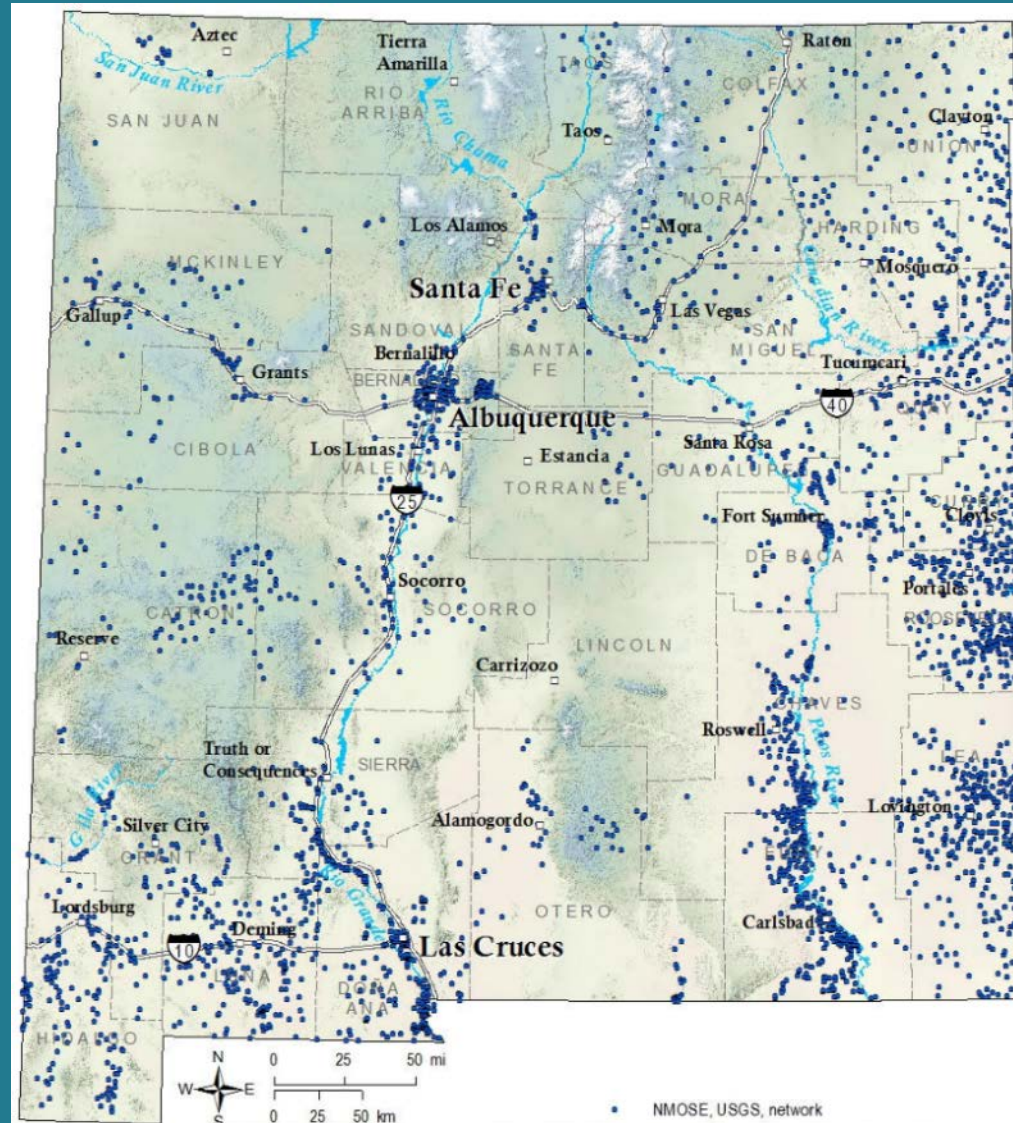 Aztec
San Juan River
SAN JUAN
Tierra
Amarilla
RIO
ARRIBA
Rio Chama
TAOS
Taos
Raton
COLFAX
Clayton
UNION
Los Alamos
MORA
Mora
HARDING
Mosquero
MCKINLEY
Santa Fe
Canadian River
Gallup
SANDOVAL
Las Vegas
SAN
MIGUEL
Bernalillo
SANTA
FE
Tucumcari
Grants
40
QUAY
Albuquerque
CIBOLA
Los Lunas
VALENCIA
Estancia
TORRANCE
Santa Rosa
GUADALUPE
25
Fort Sumner
Clovis
DE BACA
Socorro
SOCORRO
Portales
CATRON
Reserve
LINCOLN
Carrizozo
CHAVES
Roswell
Pecos River
LEA
Truth or
Consequences
SIERRA
Gila River
Silver City
GRANT
Alamogordo
Lovington
EDDY
Rio Grande
Lordsburg
OTERO
Carlsbad
Deming
10
Las Cruces
LUNA
DONA
ANA
HIDALGO
N
W E
S
0 25 50 mi
0 25 50 km
NMOSE, USGS, network